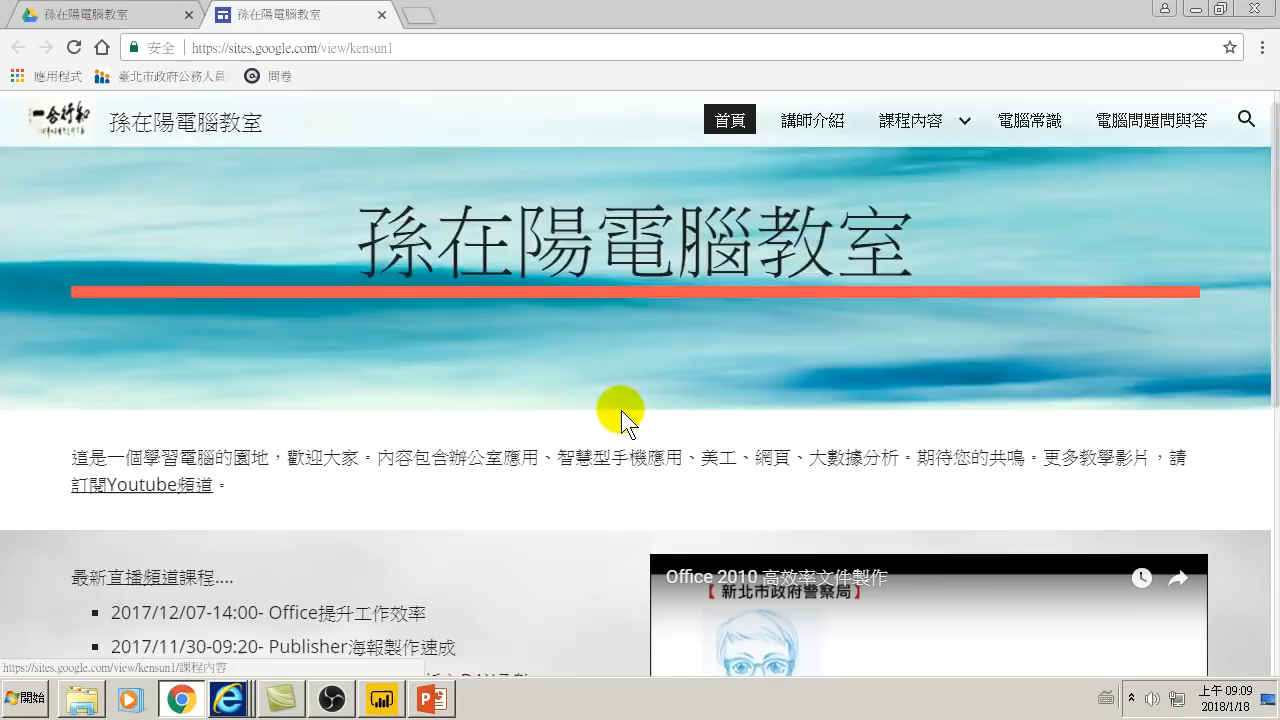 孫在陽電腦教室
孫在陽電腦教室
安全 | https://sites.google.com/view/kensun1
應用程式
臺北市政府公務人員
問卷
孫在陽電腦教室
首頁
講師介紹
課程內容
電腦常識
電腦問題問與答
孫在陽電腦教室
這是一個學習電腦的園地，歡迎大家。內容包含辦公室應用、智慧型手機應用、美工、網頁、大數據分析。期待您的共鳴。更多教學影片，請
訂閱Youtube頻道。
最新直播頻道課程....
2017/12/07-14:00- Office提升工作效率
2017/11/30-09:20- Publisher海報製作速成
Office 2010 高效率文件製作
【 新北市政府警察局】
https://sites.google.com/view/kensun1/課程內容
開始
上午 09:09
2018/1/18